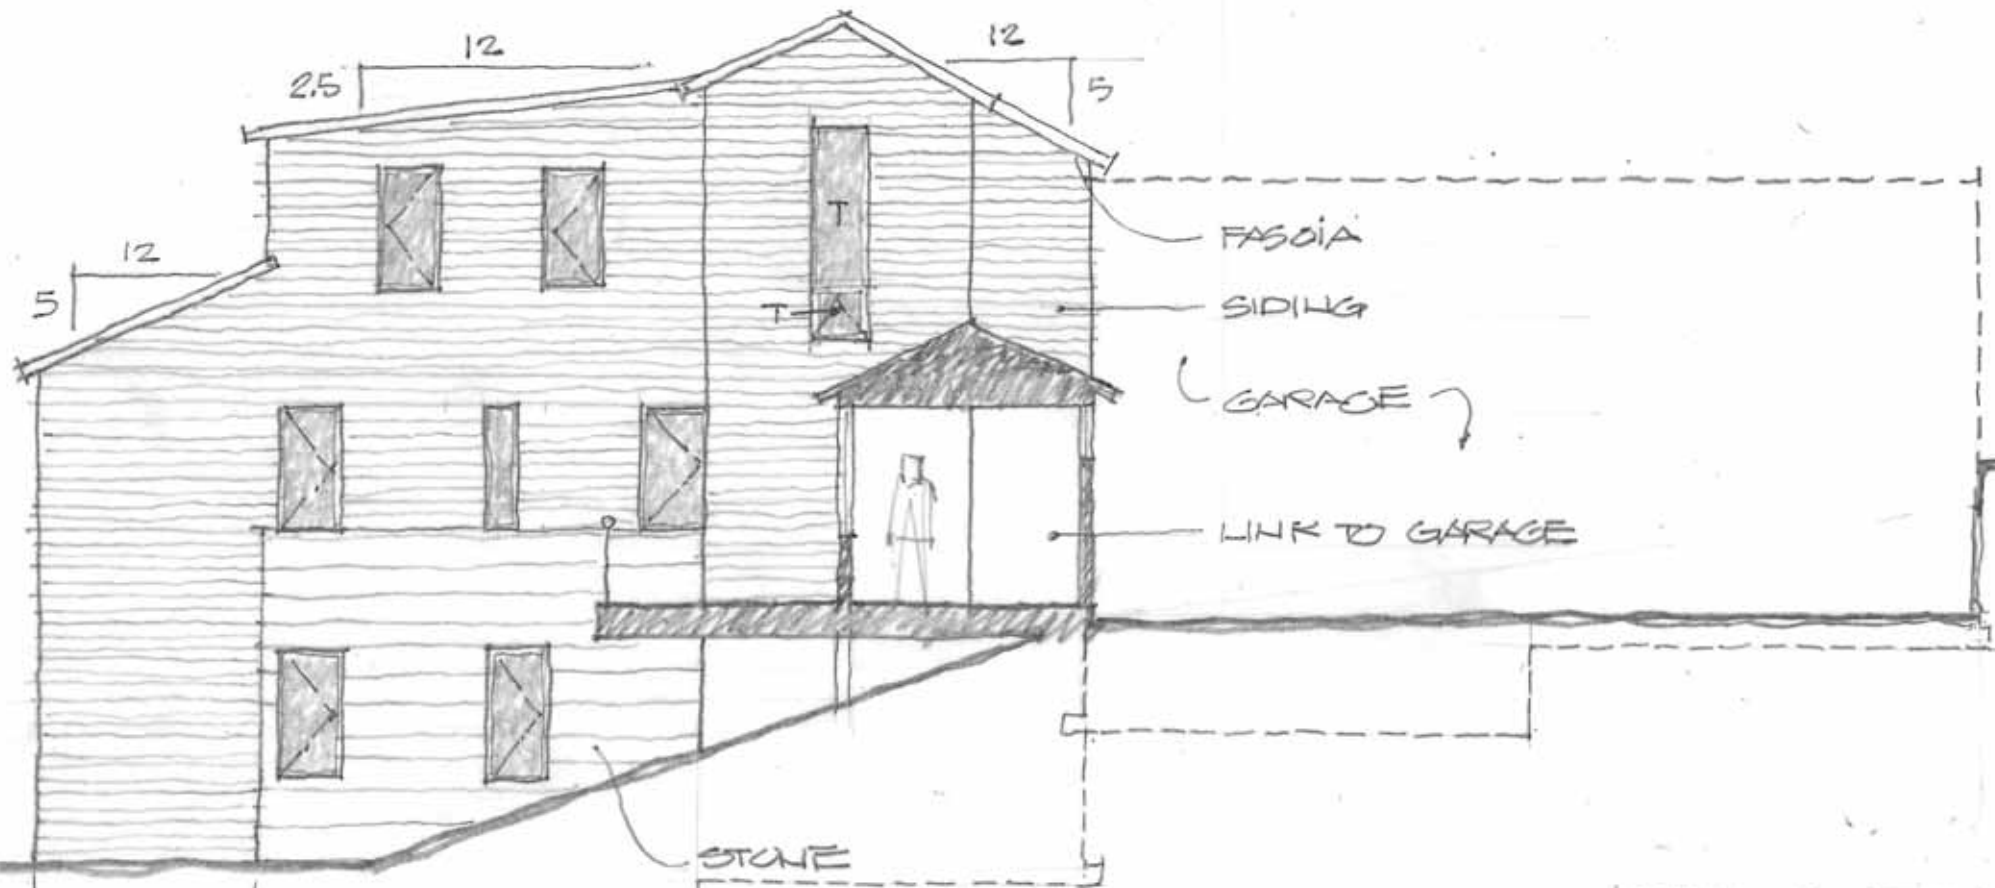 12
12
2.5
5
T
FASCIA
12
5
T
SIDING
GARAGE
LINK TO GARAGE
STONE